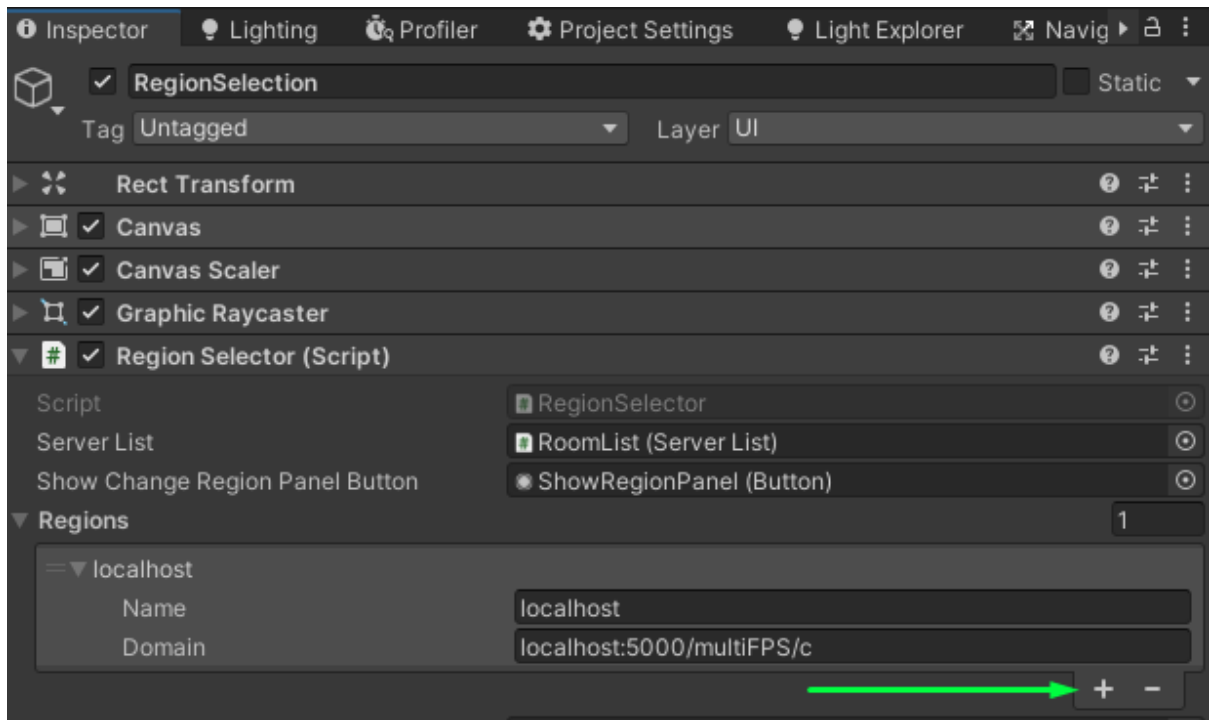 Inspector Lighting Profiler Project Settings Light Explorer Navig
RegionSelection Static
Tag Untagged Layer UI
Rect Transform
Canvas
Canvas Scaler
Graphic Raycaster
# Region Selector (Script)
Script # RegionSelector
Server List # RoomList (Server List)
Show Change Region Panel Button ShowRegionPanel (Button)
Regions 1
localhost
Name localhost
Domain localhost:5000/multiFPS/c
+ −